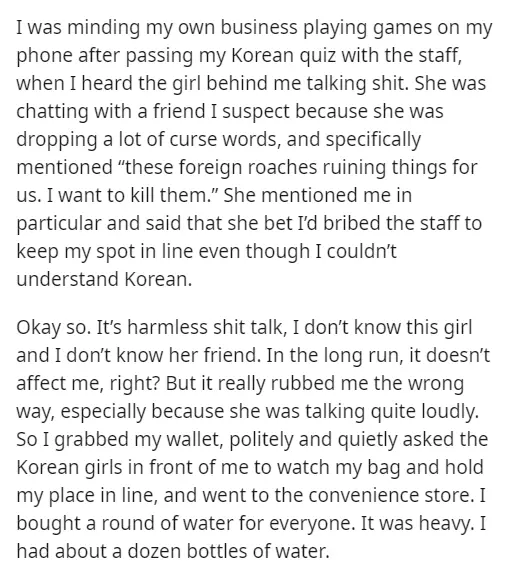 I was minding my own business playing games on my
phone after passing my Korean quiz with the staff,
when I heard the girl behind me talking shit. She was
chatting with a friend I suspect because she was
dropping a lot of curse words, and specifically
mentioned “these foreign roaches ruining things for
us. I want to kill them.” She mentioned me in
particular and said that she bet I’d bribed the staff to
keep my spot in line even though I couldn’t
understand Korean.
Okay so. It’s harmless shit talk, I don’t know this girl
and I don’t know her friend. In the long run, it doesn’t
affect me, right? But it really rubbed me the wrong
way, especially because she was talking quite loudly.
So I grabbed my wallet, politely and quietly asked the
Korean girls in front of me to watch my bag and hold
my place in line, and went to the convenience store. I
bought a round of water for everyone. It was heavy. I
had about a dozen bottles of water.